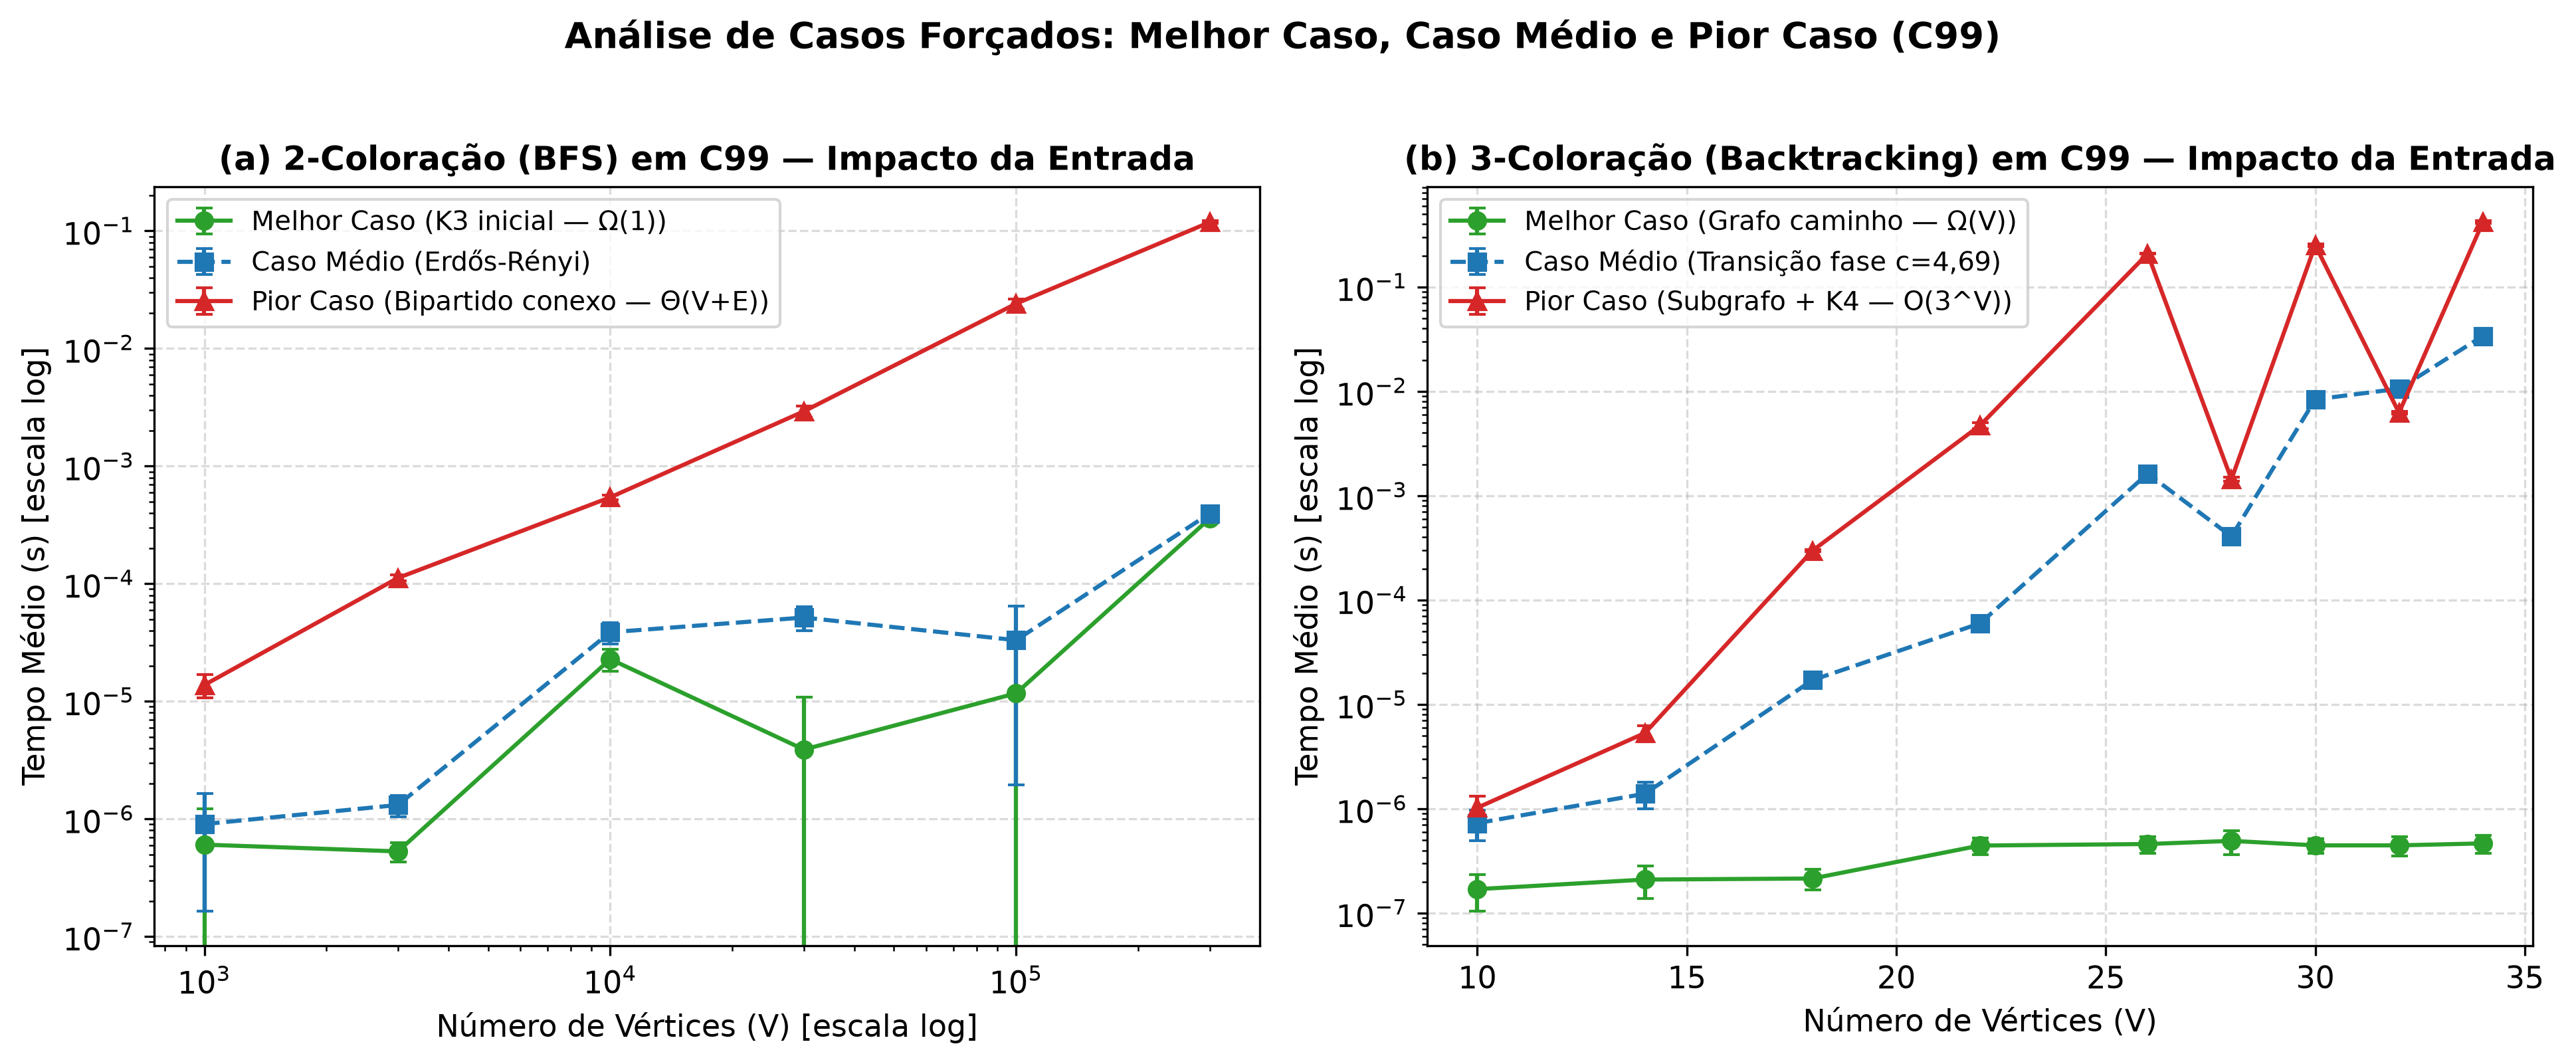 Análise de Casos Forçados: Melhor Caso, Caso Médio e Pior Caso (C99)
(a) 2-Coloração (BFS) em C99 — Impacto da Entrada
Melhor Caso (K3 inicial — Ω(1))
Caso Médio (Erdős-Rényi)
Pior Caso (Bipartido conexo — Θ(V+E))
Tempo Médio (s) [escala log]
10⁻¹
10⁻²
10⁻³
10⁻⁴
10⁻⁵
10⁻⁶
10⁻⁷
10³ 10⁴ 10⁵
Número de Vértices (V) [escala log]
(b) 3-Coloração (Backtracking) em C99 — Impacto da Entrada
Melhor Caso (Grafo caminho — Ω(V))
Caso Médio (Transição fase c=4,69)
Pior Caso (Subgrafo + K4 — O(3^V))
Tempo Médio (s) [escala log]
10⁻¹
10⁻²
10⁻³
10⁻⁴
10⁻⁵
10⁻�6
10⁻⁷
10 15 20 25 30 35
Número de Vértices (V)